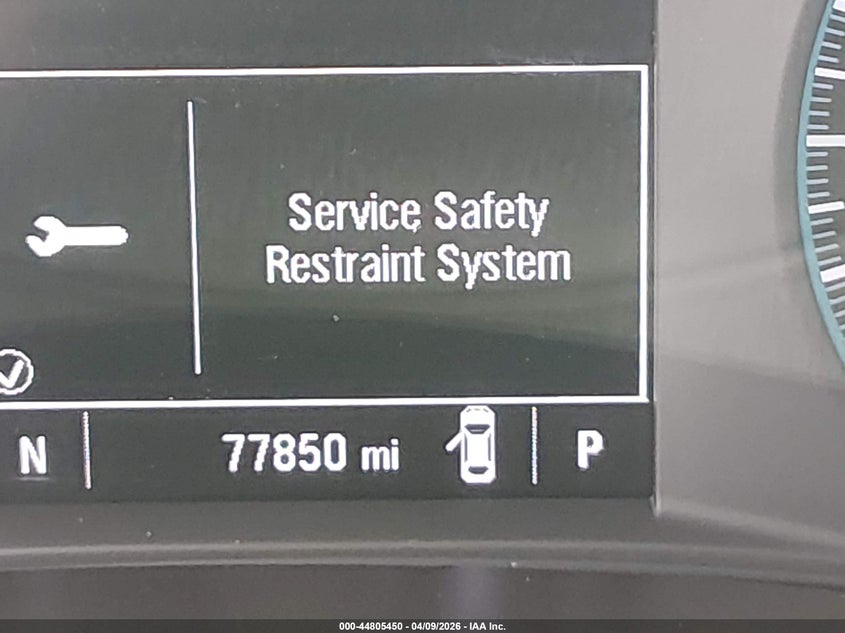 Service Safety
Restraint System
N
77850 mi
P
000-44805450 - 04/09/2026 - IAA Inc.